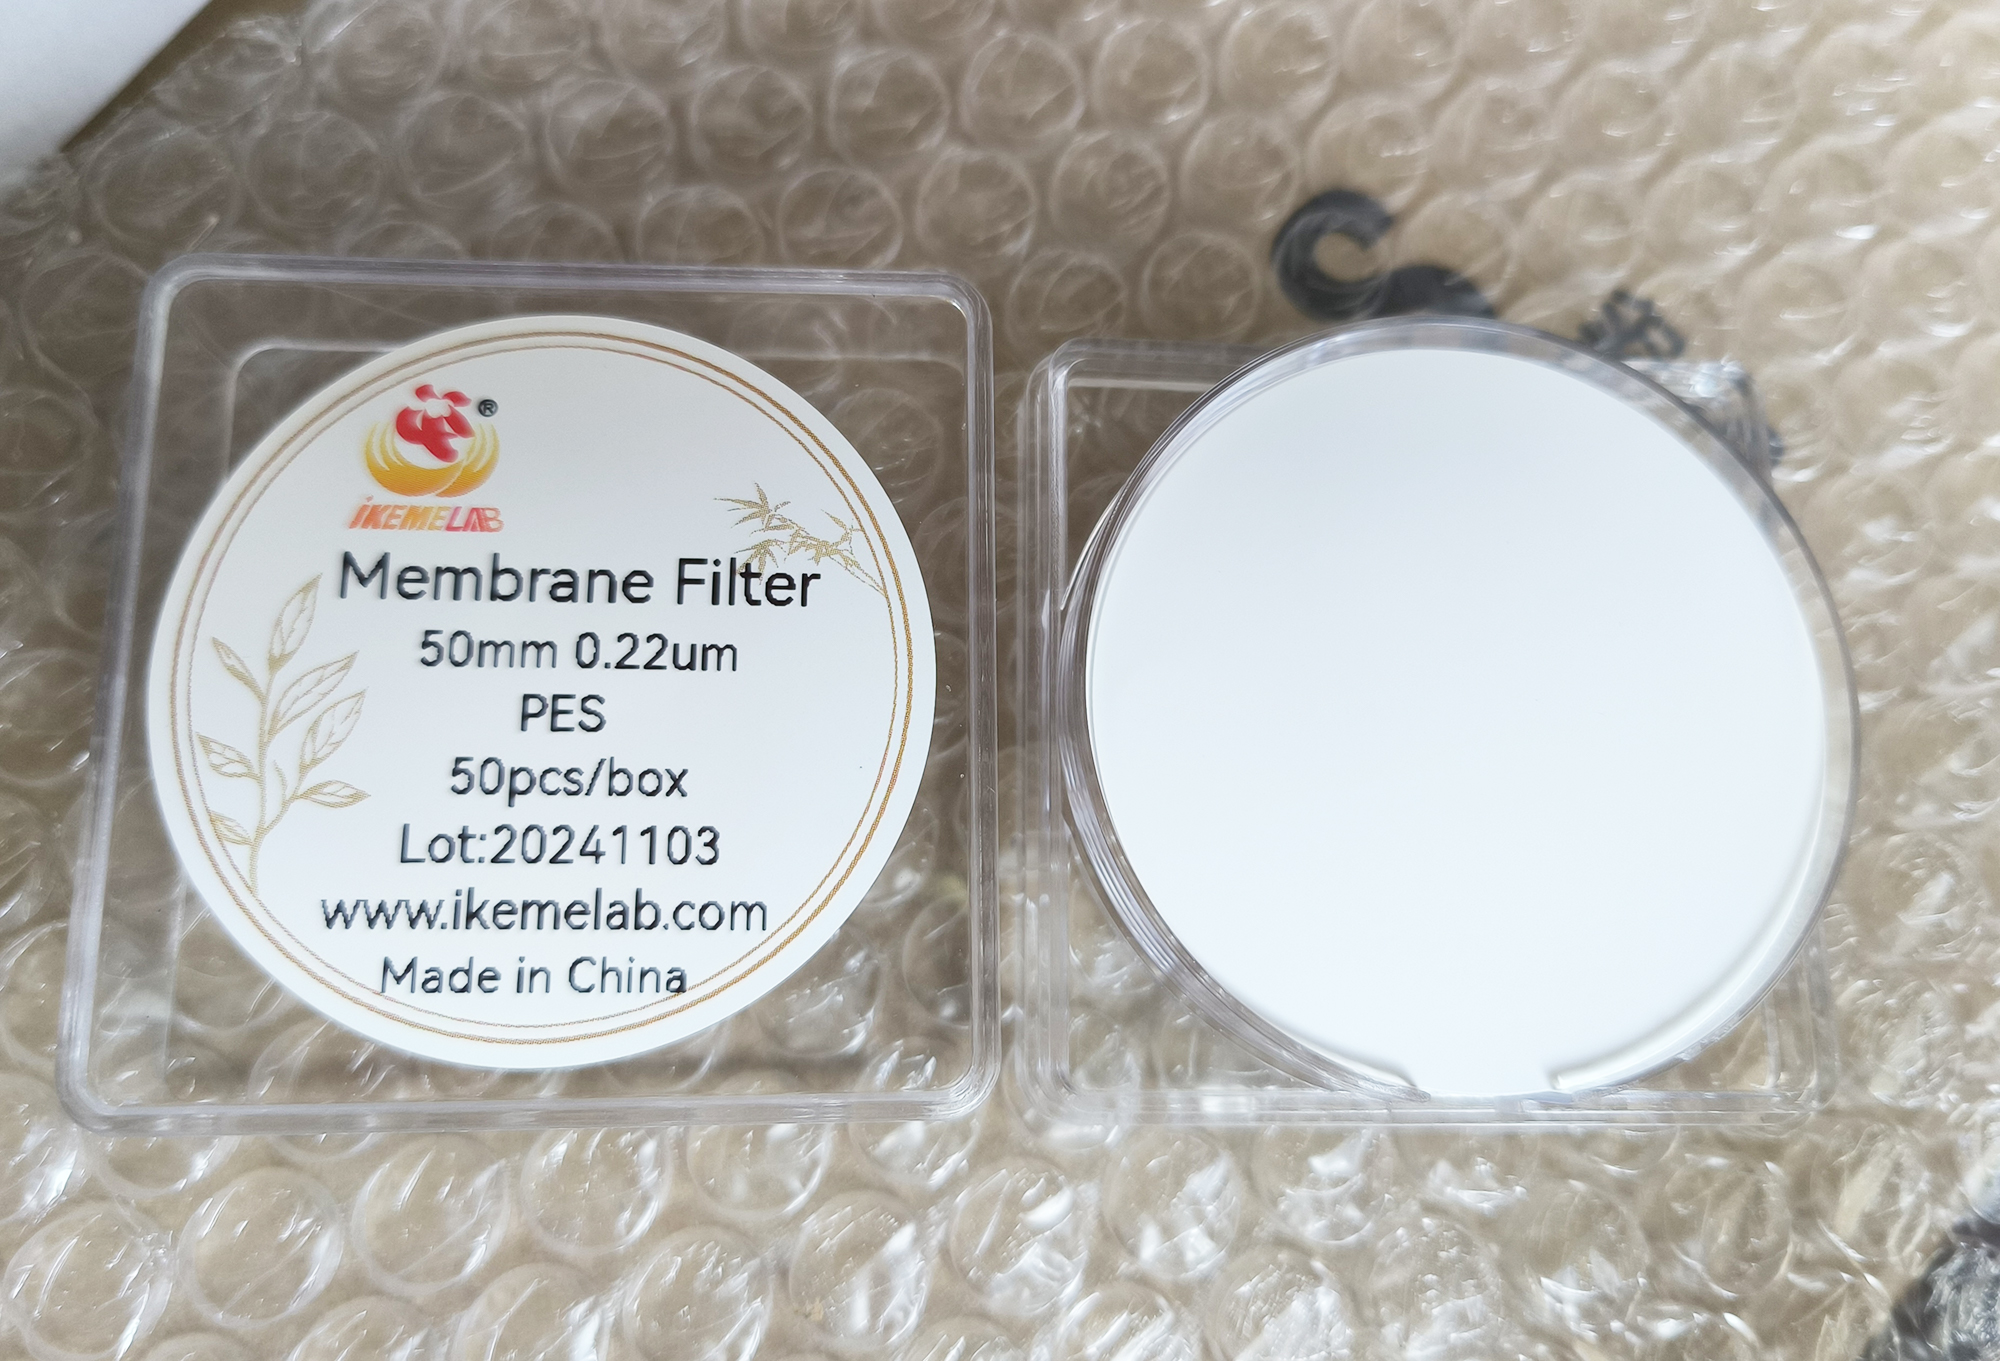 ®
iKEMELAB
Membrane Filter
50mm 0.22um
PES
50pcs/box
Lot:20241103
www.ikemelab.com
Made in China